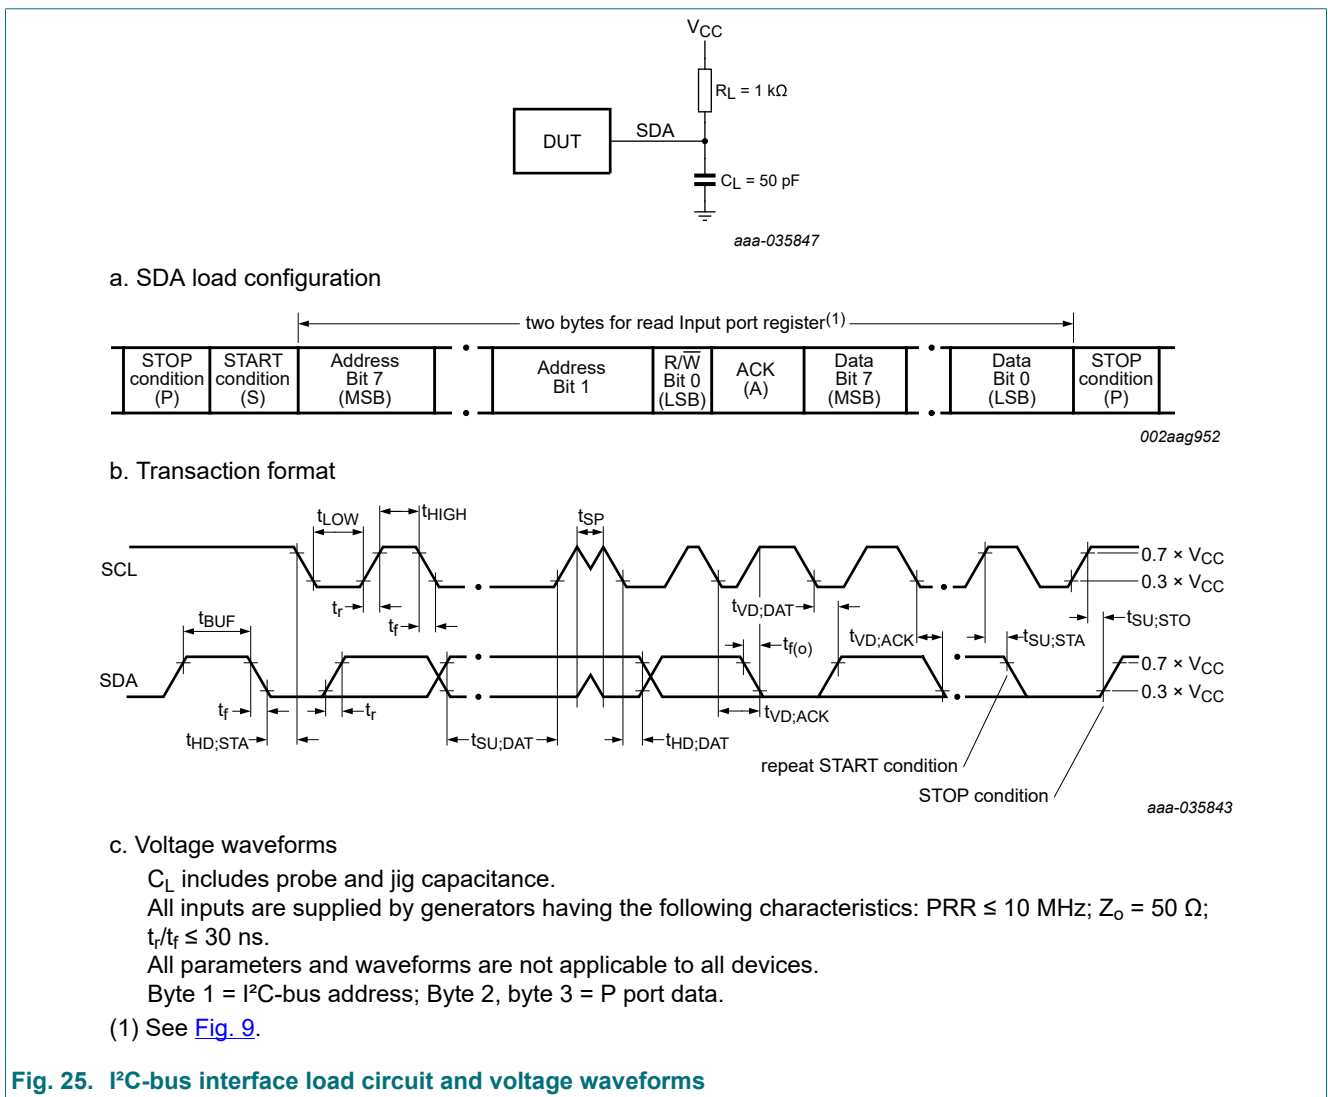 VCC
RL = 1 kΩ
DUT
SDA
CL = 50 pF
aaa-035847
a. SDA load configuration
two bytes for read Input port register(1)
STOP condition (P)
START condition (S)
Address Bit 7 (MSB)
Address Bit 1
R/W̅ Bit 0 (LSB)
ACK (A)
Data Bit 7 (MSB)
Data Bit 0 (LSB)
STOP condition (P)
002aag952
b. Transaction format
tLOW
tHIGH
tSP
SCL
0.7 × VCC
0.3 × VCC
tr
tf
tBUF
tVD;DAT
tf(o)
tVD;ACK
tSU;STA
tSU;STO
SDA
0.7 × VCC
0.3 × VCC
tf
tr
tVD;ACK
tHD;STA
tSU;DAT
tHD;DAT
repeat START condition
STOP condition
aaa-035843
c. Voltage waveforms
CL includes probe and jig capacitance.
All inputs are supplied by generators having the following characteristics: PRR ≤ 10 MHz; Zo = 50 Ω;
tr/tf ≤ 30 ns.
All parameters and waveforms are not applicable to all devices.
Byte 1 = I²C-bus address; Byte 2, byte 3 = P port data.
(1) See Fig. 9.
Fig. 25. I²C-bus interface load circuit and voltage waveforms